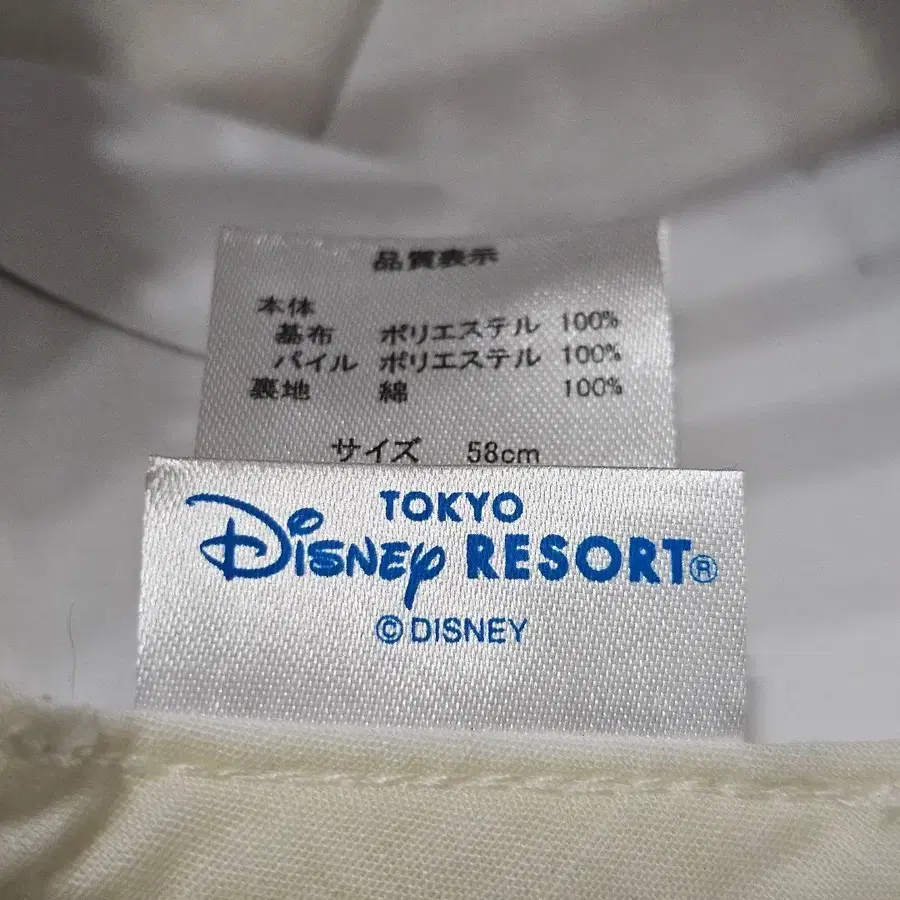 品質表示
本体
基布 ポリエステル 100%
パイル ポリエステル 100%
裏地 綿 100%
サイズ 58cm
TOKYO
Disney RESORT®
© DISNEY